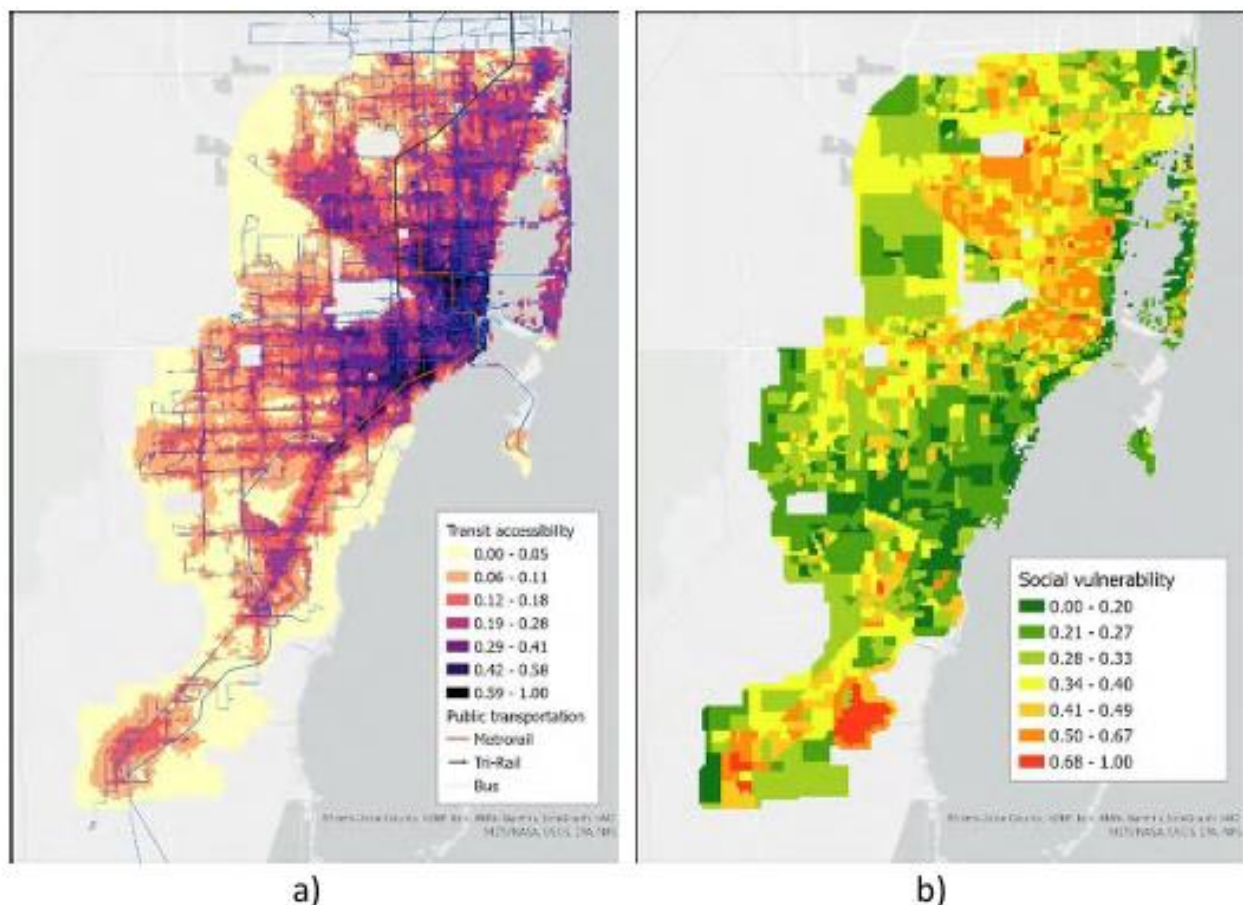 Transit accessibility
0.00 - 0.05
0.06 - 0.11
0.12 - 0.18
0.19 - 0.28
0.29 - 0.41
0.42 - 0.58
0.59 - 1.00
Public transportation
Metrorail
Tri-Rail
Bus
Social vulnerability
0.00 - 0.20
0.21 - 0.27
0.28 - 0.33
0.34 - 0.40
0.41 - 0.49
0.50 - 0.67
0.68 - 1.00
a)
b)